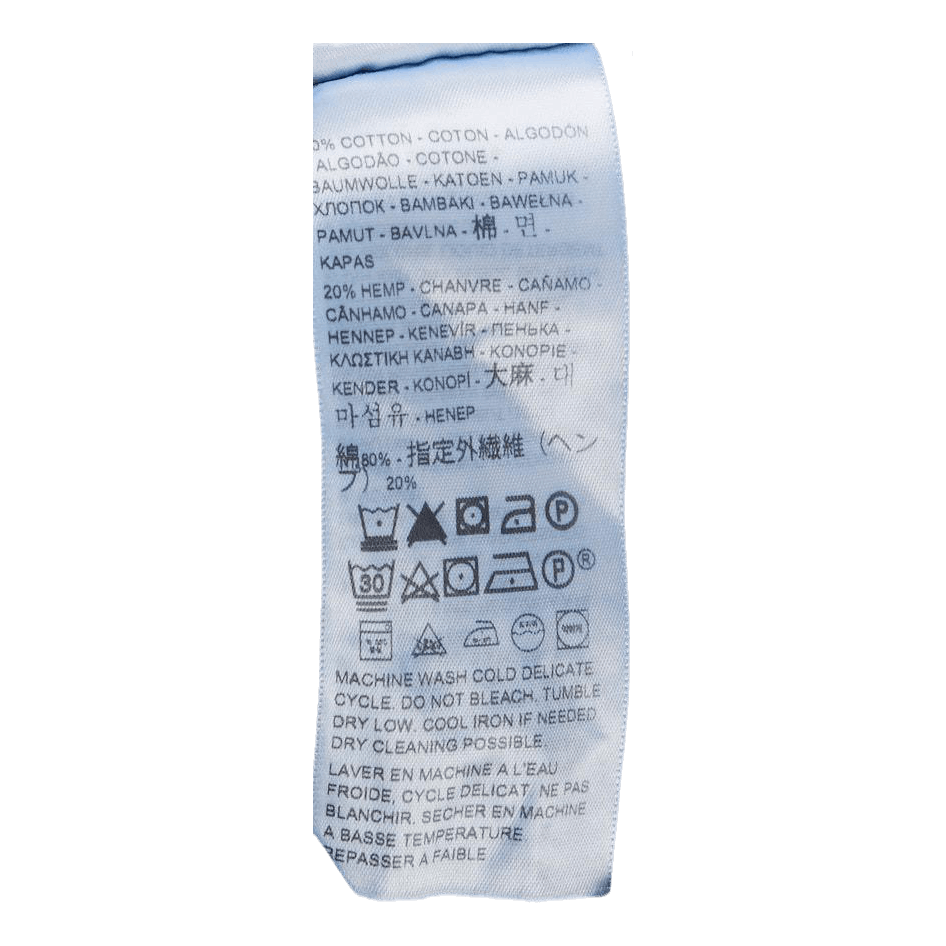 0% COTTON - COTON - ALGODÓN
ALGODÃO - COTONE -
BAUMWOLLE - KATOEN - PAMUK -
ХЛОПОК - BAMBAKI - BAWEŁNA -
PAMUT - BAVLNA - 棉 - 면 -
KAPAS
20% HEMP - CHANVRE - CAÑAMO -
CÂNHAMO - CANAPA - HANF -
HENNEP - KENEVİR - ПЕНЬКА -
ΚΛΩΣΤΙΚΗ ΚΑΝΑΒΗ - KONOPIE -
KENDER - KONOPÍ - 大麻 - 대
마섬유 - HENEP
綿80% - 指定外繊維（ヘン
プ） 20%
P
30 P®
MACHINE WASH COLD DELICATE
CYCLE. DO NOT BLEACH. TUMBLE
DRY LOW. COOL IRON IF NEEDED
DRY CLEANING POSSIBLE.
LAVER EN MACHINE A L'EAU
FROIDE, CYCLE DELICAT. NE PAS
BLANCHIR. SECHER EN MACHINE
A BASSE TEMPERATURE.
REPASSER A FAIBLE